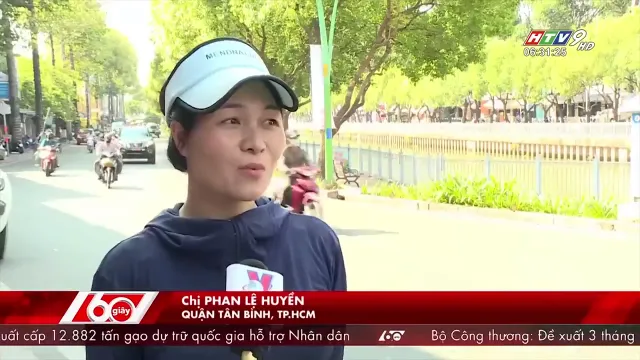 HTV9 HD
06:31:25
60 giây
Chị PHAN LỆ HUYỀN
QUẬN TÂN BÌNH, TP.HCM
uất cấp 12.882 tấn gạo dự trữ quốc gia hỗ trợ Nhân dân 60 Bộ Công thương: Đề xuất 3 tháng